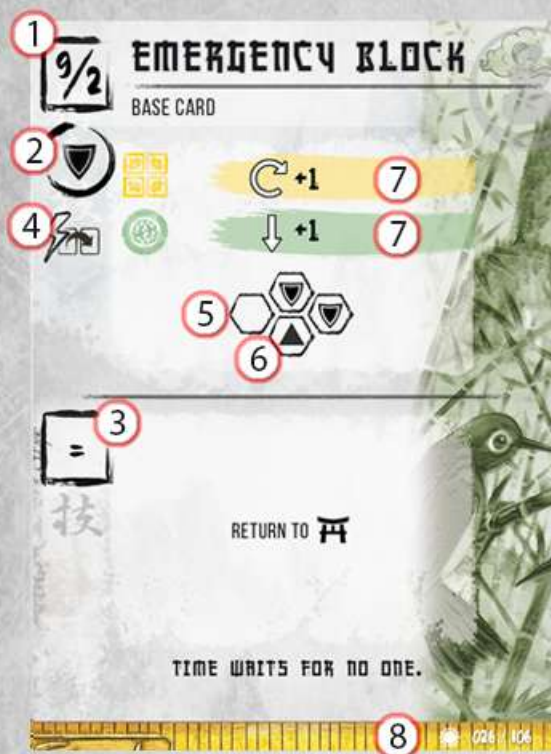 1
9/2
EMERGENCY BLOCK
BASE CARD
2
+1
7
4
+1
7
5
6
3
=
技
RETURN TO
TIME WAITS FOR NO ONE.
8
026 / 106